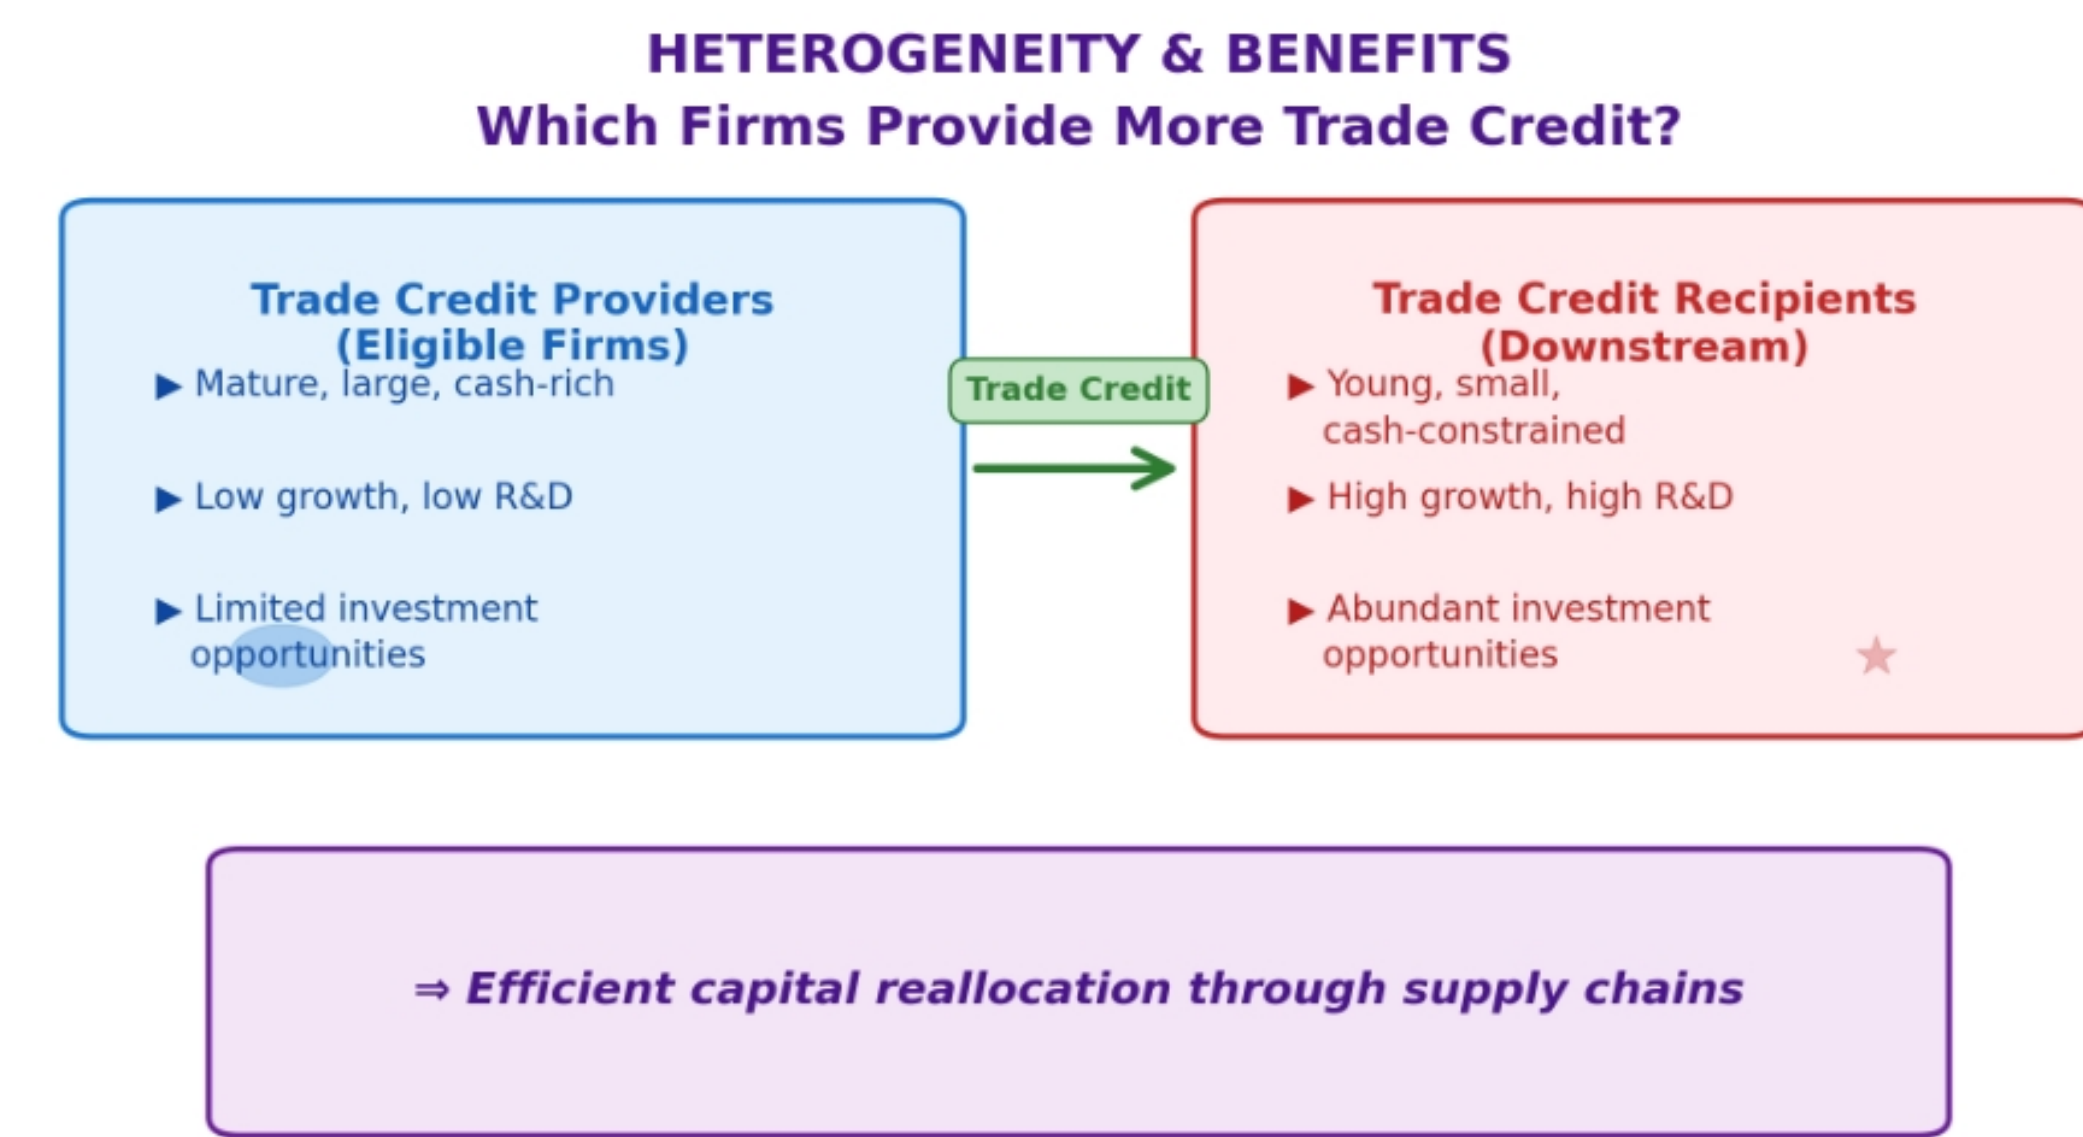 HETEROGENEITY & BENEFITS
Which Firms Provide More Trade Credit?
Trade Credit Providers
(Eligible Firms)
▶ Mature, large, cash-rich
▶ Low growth, low R&D
▶ Limited investment
opportunities
Trade Credit
Trade Credit Recipients
(Downstream)
▶ Young, small,
cash-constrained
▶ High growth, high R&D
▶ Abundant investment
opportunities
⇒ Efficient capital reallocation through supply chains